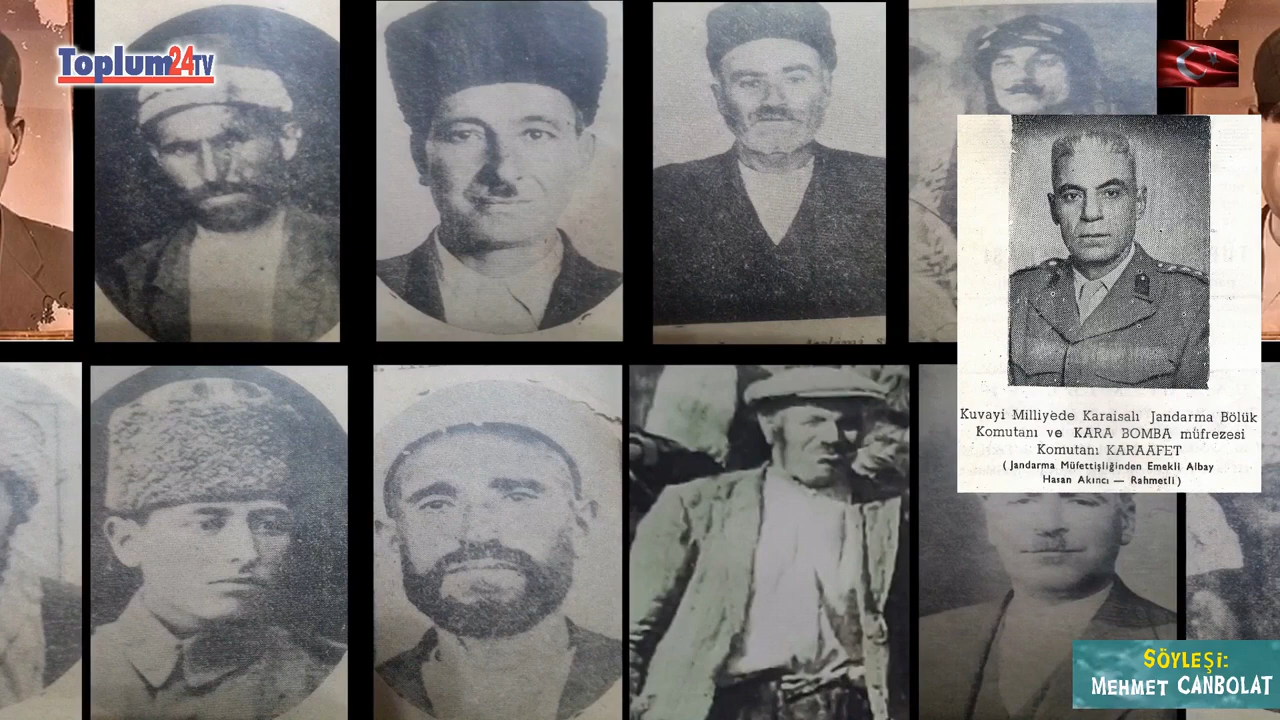 Toplum24TV
Kuvayi Milliyede Karaisalı Jandarma Bölük
Komutanı ve KARA BOMBA müfrezesi
Komutanı KARAAFET
(Jandarma Müfettişliğinden Emekli Albay
Hasan Akıncı — Rahmetli)
SÖYLEŞİ:
MEHMET CANBOLAT